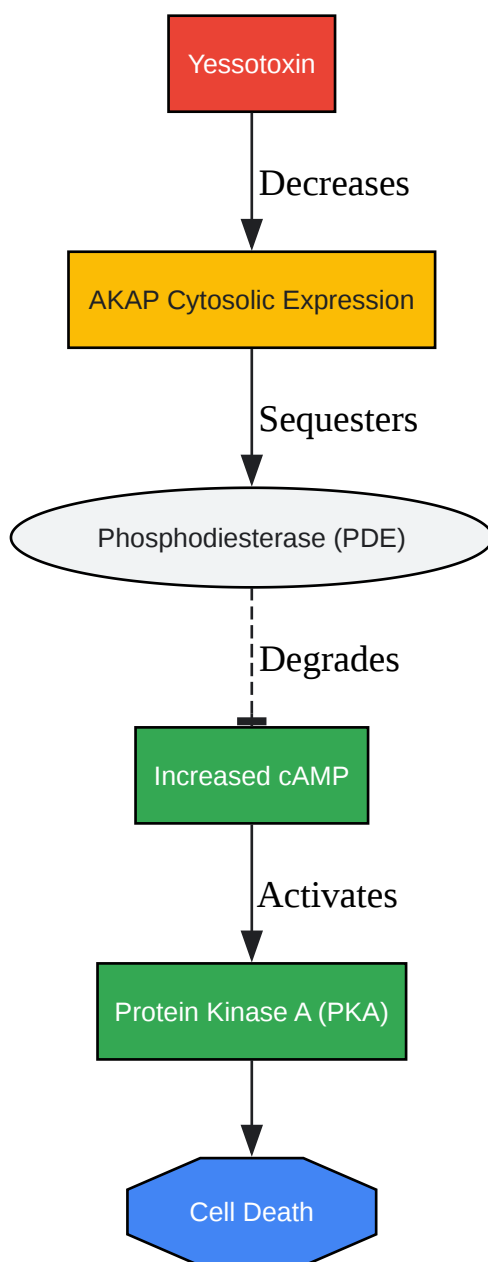 Yessotoxin
Decreases
AKAP Cytosolic Expression
Sequesters
Phosphodiesterase (PDE)
Degrades
Increased cAMP
Activates
Protein Kinase A (PKA)
Cell Death